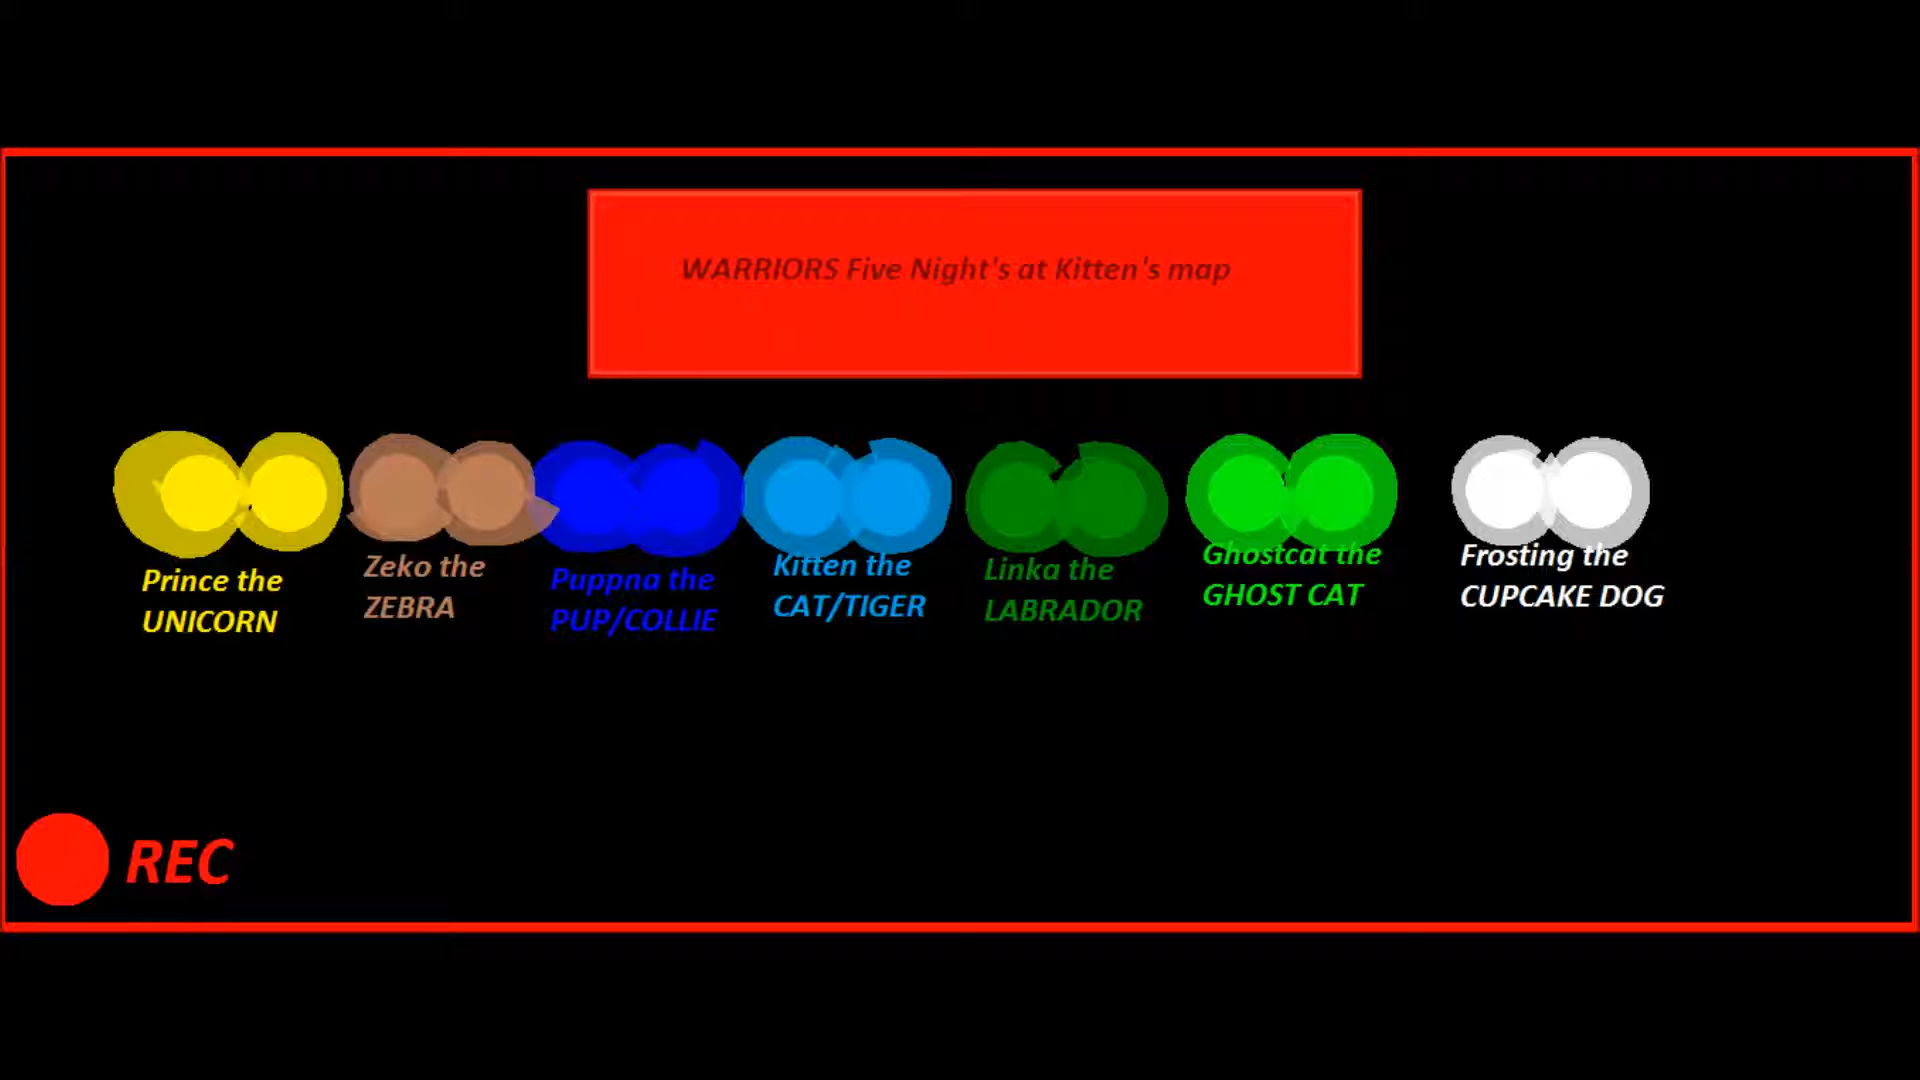 WARRIORS Five Night's at Kitten's map
Prince the
UNICORN
Zeko the
ZEBRA
Puppna the
PUP/COLLIE
Kitten the
CAT/TIGER
Linka the
LABRADOR
Ghostcat the
GHOST CAT
Frosting the
CUPCAKE DOG
REC